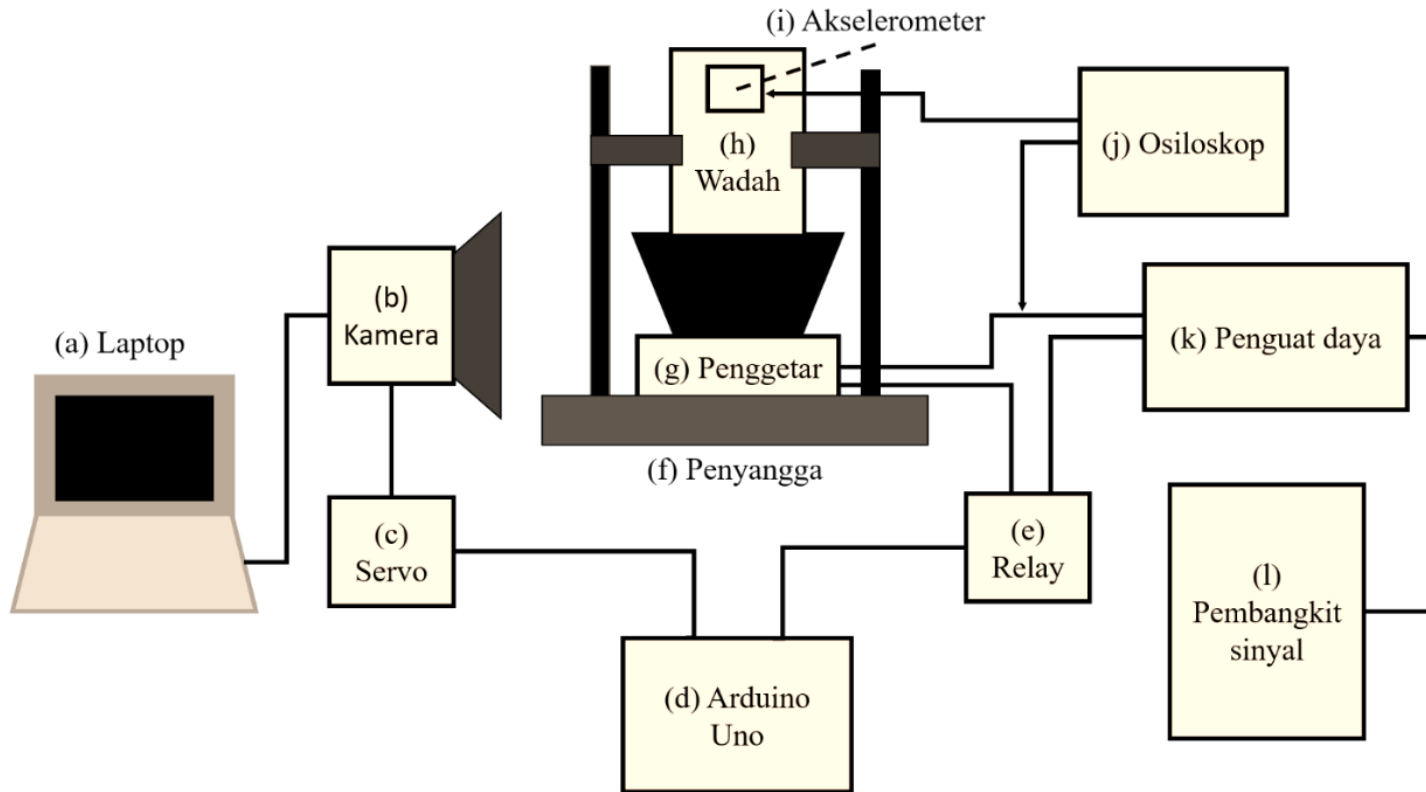 (i) Akselerometer
(h)
Wadah
(j) Osiloskop
(b)
Kamera
(a) Laptop
(k) Penguat daya
(g) Penggetar
(f) Penyangga
(c)
Servo
(e)
Relay
(l)
Pembangkit
sinyal
(d) Arduino
Uno